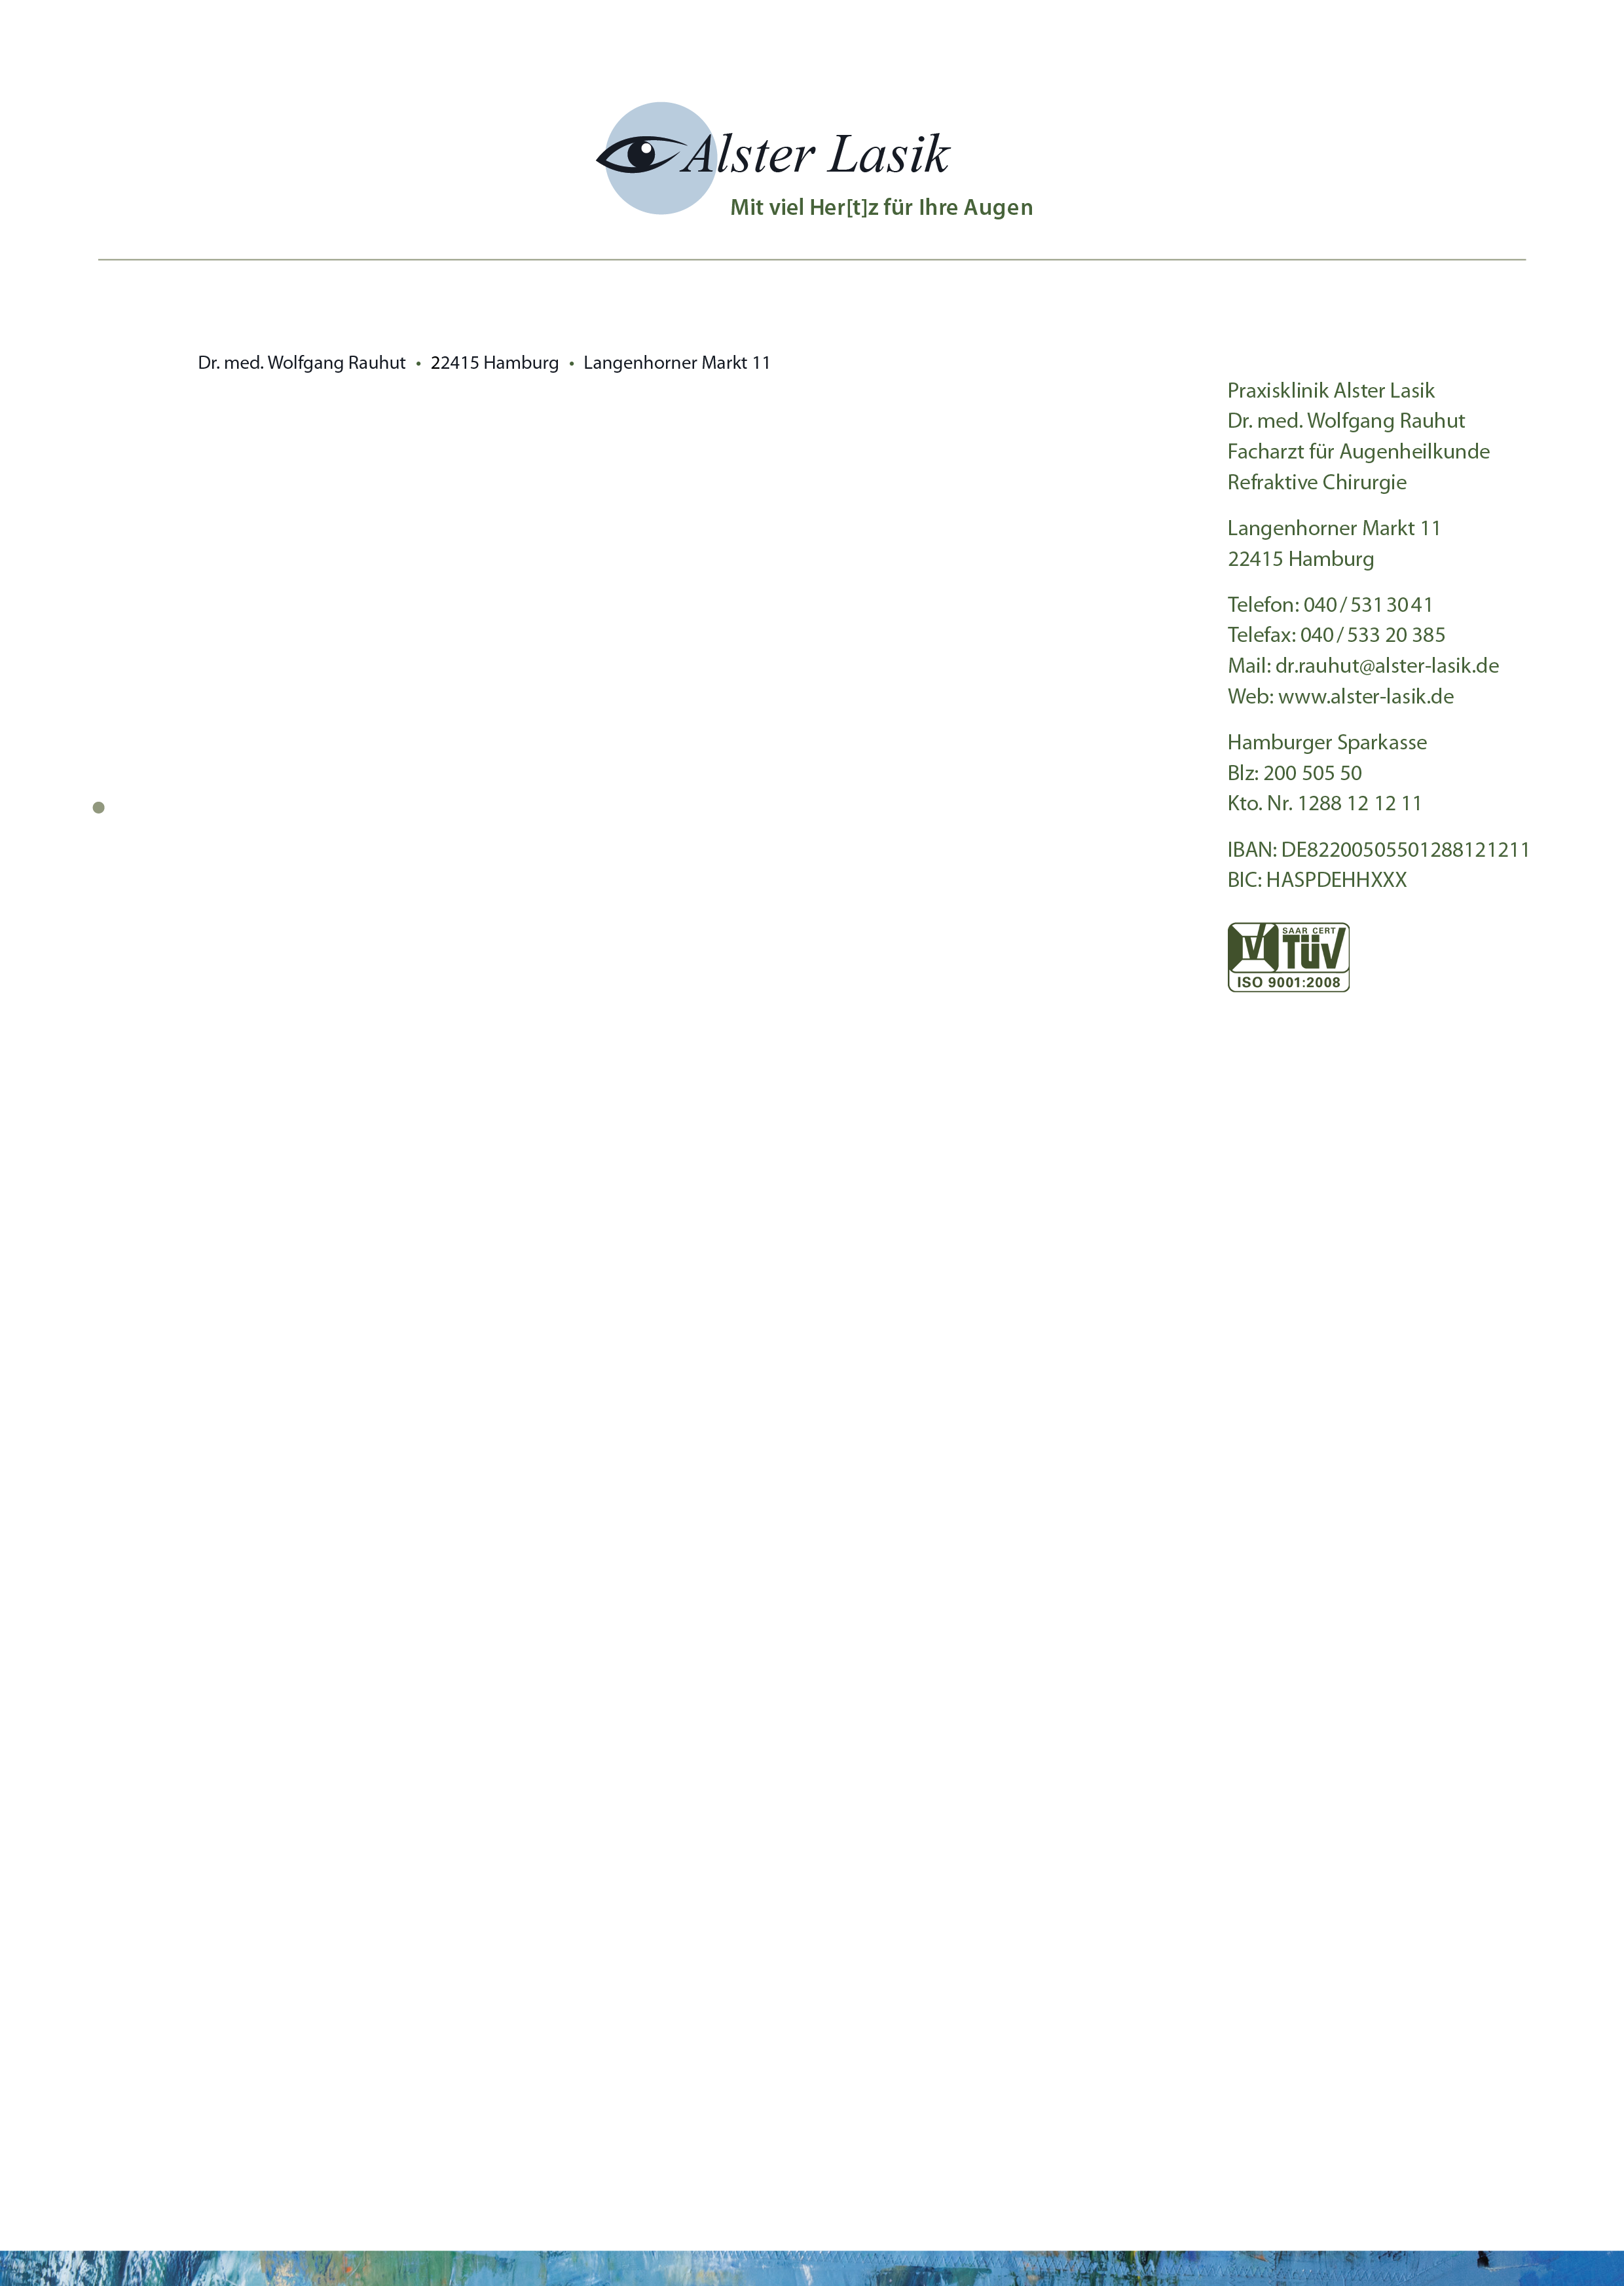 Alster Lasik
Mit viel Her[t]z für Ihre Augen
Dr. med. Wolfgang Rauhut • 22415 Hamburg • Langenhorner Markt 11
Praxisklinik Alster Lasik
Dr. med. Wolfgang Rauhut
Facharzt für Augenheilkunde
Refraktive Chirurgie
Langenhorner Markt 11
22415 Hamburg
Telefon: 040 / 531 30 41
Telefax: 040 / 533 20 385
Mail: dr.rauhut@alster-lasik.de
Web: www.alster-lasik.de
Hamburger Sparkasse
Blz: 200 505 50
Kto. Nr. 1288 12 12 11
IBAN: DE82200505501288121211
BIC: HASPDEHHXXX
SAAR CERT
TÜV
ISO 9001:2008